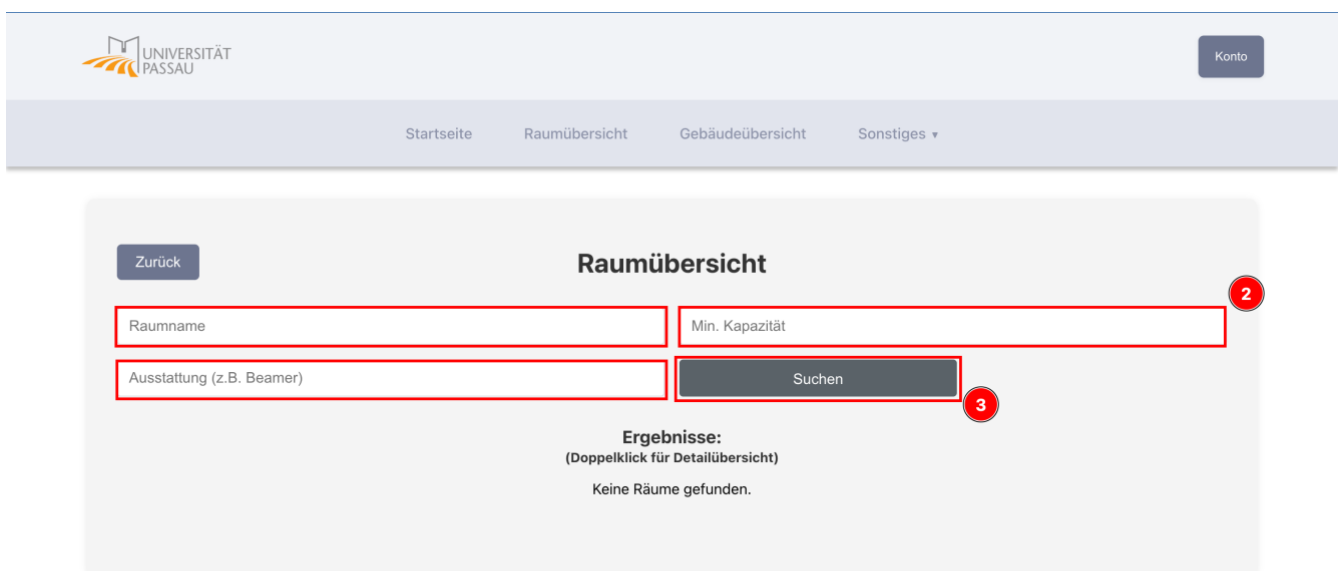 UNIVERSITÄT
PASSAU
Konto
Startseite Raumübersicht Gebäudeübersicht Sonstiges ▾
Zurück
Raumübersicht
2
Raumname
Min. Kapazität
Ausstattung (z.B. Beamer)
Suchen
3
Ergebnisse:
(Doppelklick für Detailübersicht)
Keine Räume gefunden.